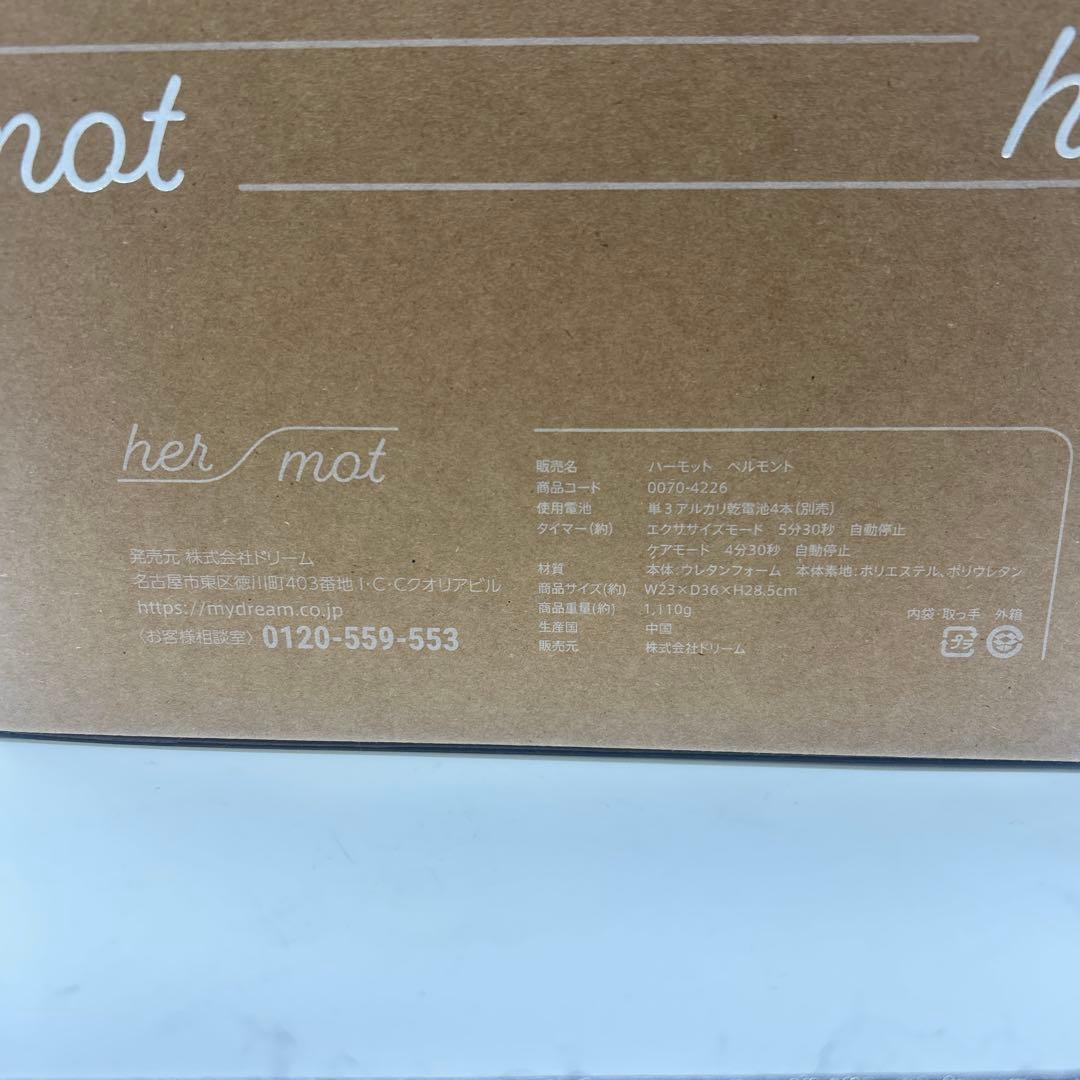 mot
her mot
発売元 株式会社ドリーム
名古屋市東区徳川町403番地 I・C・Cクオリアビル
https://mydream.co.jp
〈お客様相談室〉 0120-559-553
販売名 ハーモット ペルモント
商品コード 0070-4226
使用電池 単3アルカリ乾電池4本(別売)
タイマー(約) エクササイズモード 5分30秒 自動停止
ケアモード 4分30秒 自動停止
材質 本体:ウレタンフォーム 本体素地:ポリエステル、ポリウレタン
商品サイズ(約) W23×D36×H28.5cm
商品重量(約) 1,110g
生産国 中国
販売元 株式会社ドリーム
内袋・取っ手 外箱
プラ